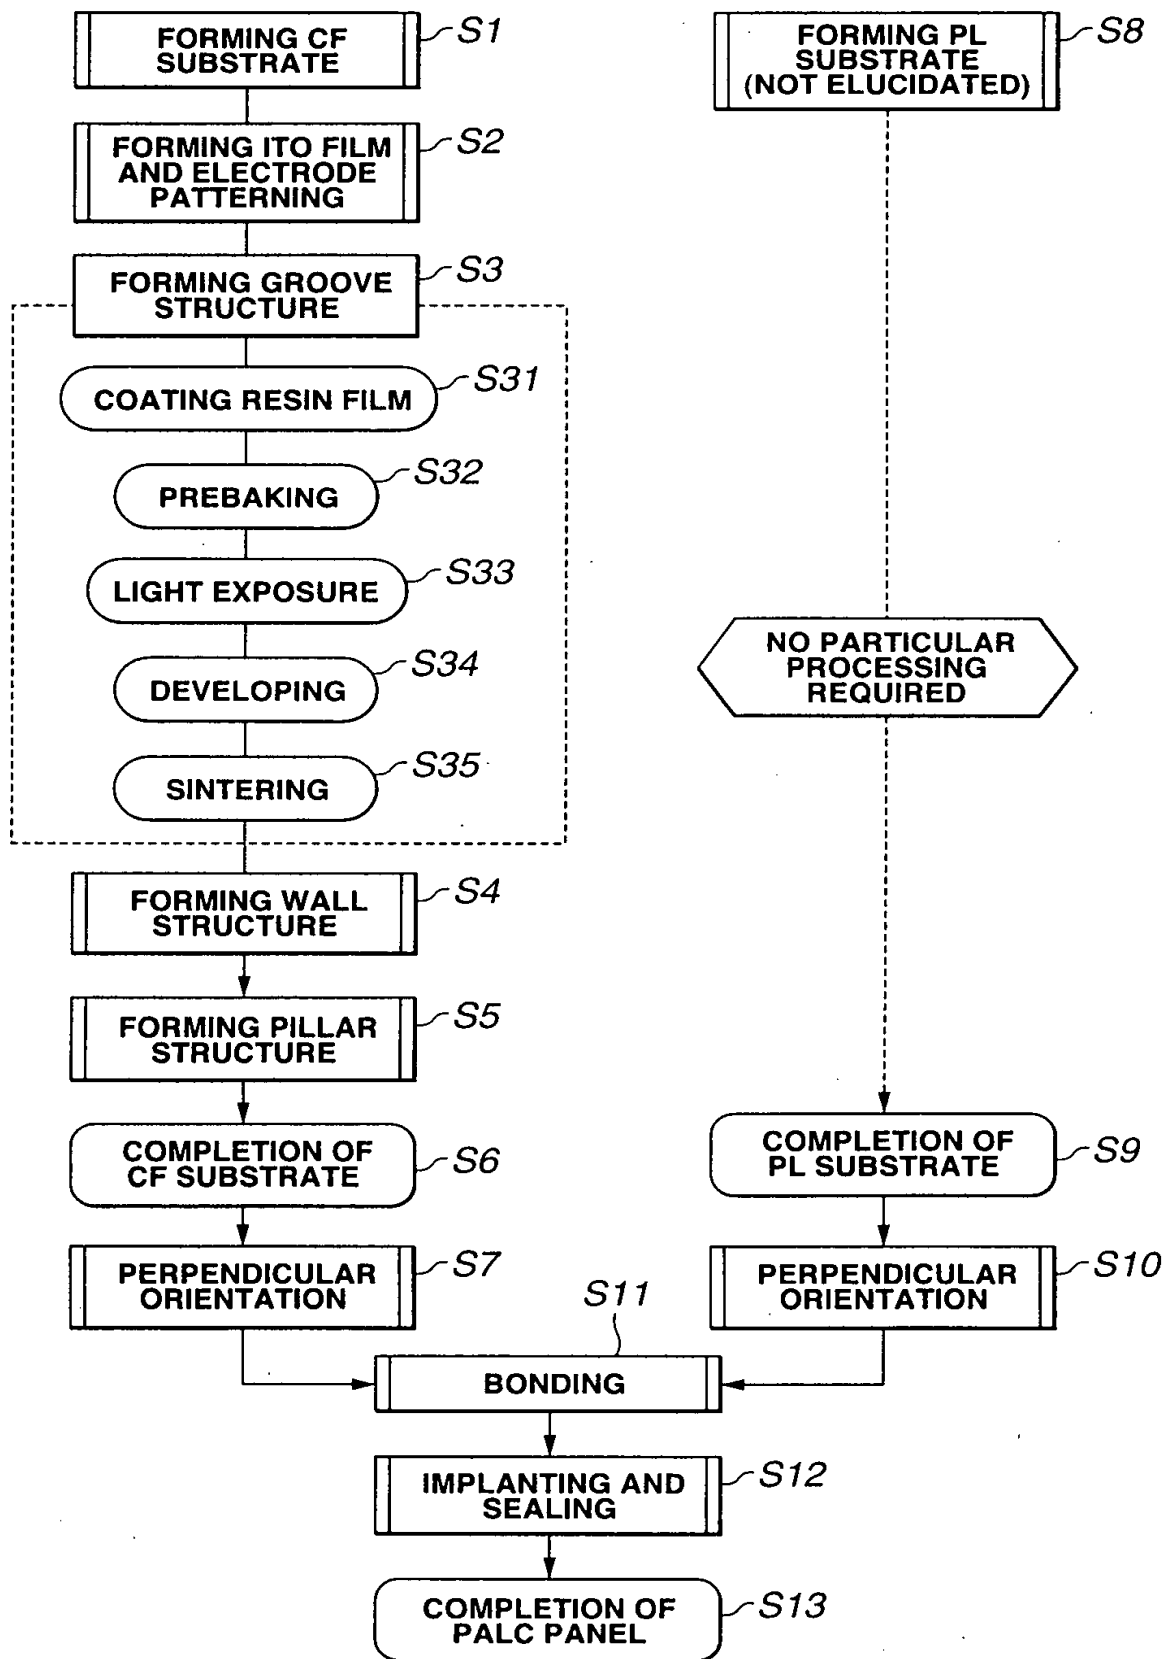 FORMING CF
SUBSTRATE
S1
FORMING ITO FILM
AND ELECTRODE
PATTERNING
S2
FORMING GROOVE
STRUCTURE
S3
COATING RESIN FILM
S31
PREBAKING
S32
LIGHT EXPOSURE
S33
DEVELOPING
S34
SINTERING
S35
FORMING WALL
STRUCTURE
S4
FORMING PILLAR
STRUCTURE
S5
COMPLETION OF
CF SUBSTRATE
S6
PERPENDICULAR
ORIENTATION
S7
FORMING PL
SUBSTRATE
(NOT ELUCIDATED)
S8
NO PARTICULAR
PROCESSING
REQUIRED
COMPLETION OF
PL SUBSTRATE
S9
PERPENDICULAR
ORIENTATION
S10
S11
BONDING
IMPLANTING AND
SEALING
S12
COMPLETION OF
PALC PANEL
S13